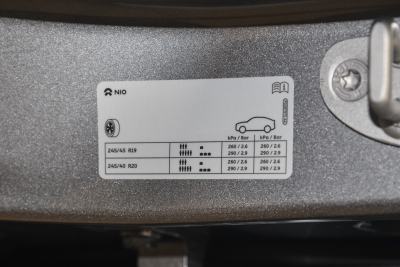 NIO
kPa / Bar kPa / Bar
245/45 R19 260 / 2.6 260 / 2.6
290 / 2.9 290 / 2.9
245/40 R20 260 / 2.6 260 / 2.6
290 / 2.9 290 / 2.9